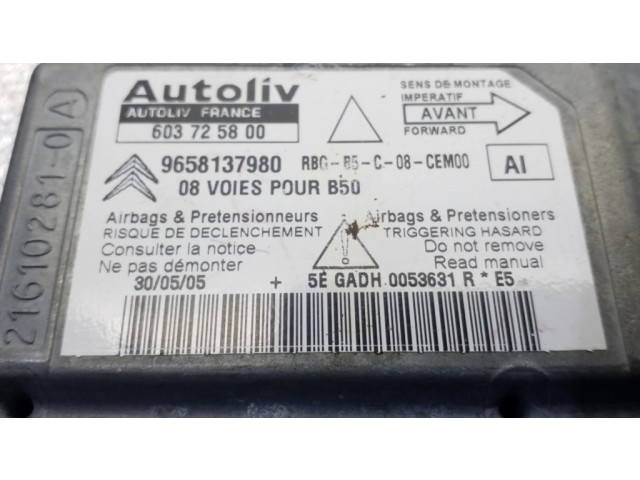 Autoliv
AUTOLIV FRANCE
603 72 58 00
SENS DE MONTAGE
IMPERATIF
AVANT
FORWARD
9658137980 RBG-B5-C-08-CEM00 AI
08 VOIES POUR B50
Airbags & Pretensionneurs
RISQUE DE DECLENCHEMENT
Consulter la notice
Ne pas démonter
Airbags & Pretensioners
TRIGGERING HASARD
Do not remove
Read manual
30/05/05 + 5E GADH 0053631 R * E5
21610281-0 A